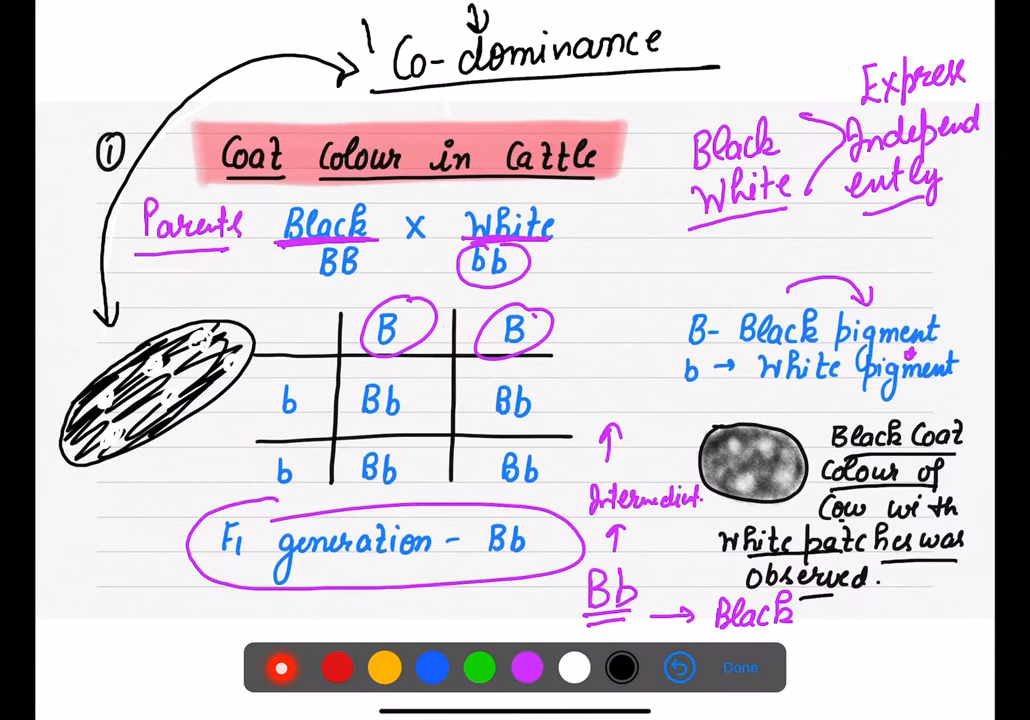 Co-dominance
Express
Independ
ently
Black
White
①
Coat Colour in Cattle
Parents Black x White
BB bb
B B
b Bb Bb
b Bb Bb
B- Black pigment
b → White pigment
Black Coat
Colour of
Cow with
White patches was
observed.
Intermediat.
F1 generation - Bb
Bb → Black
Done